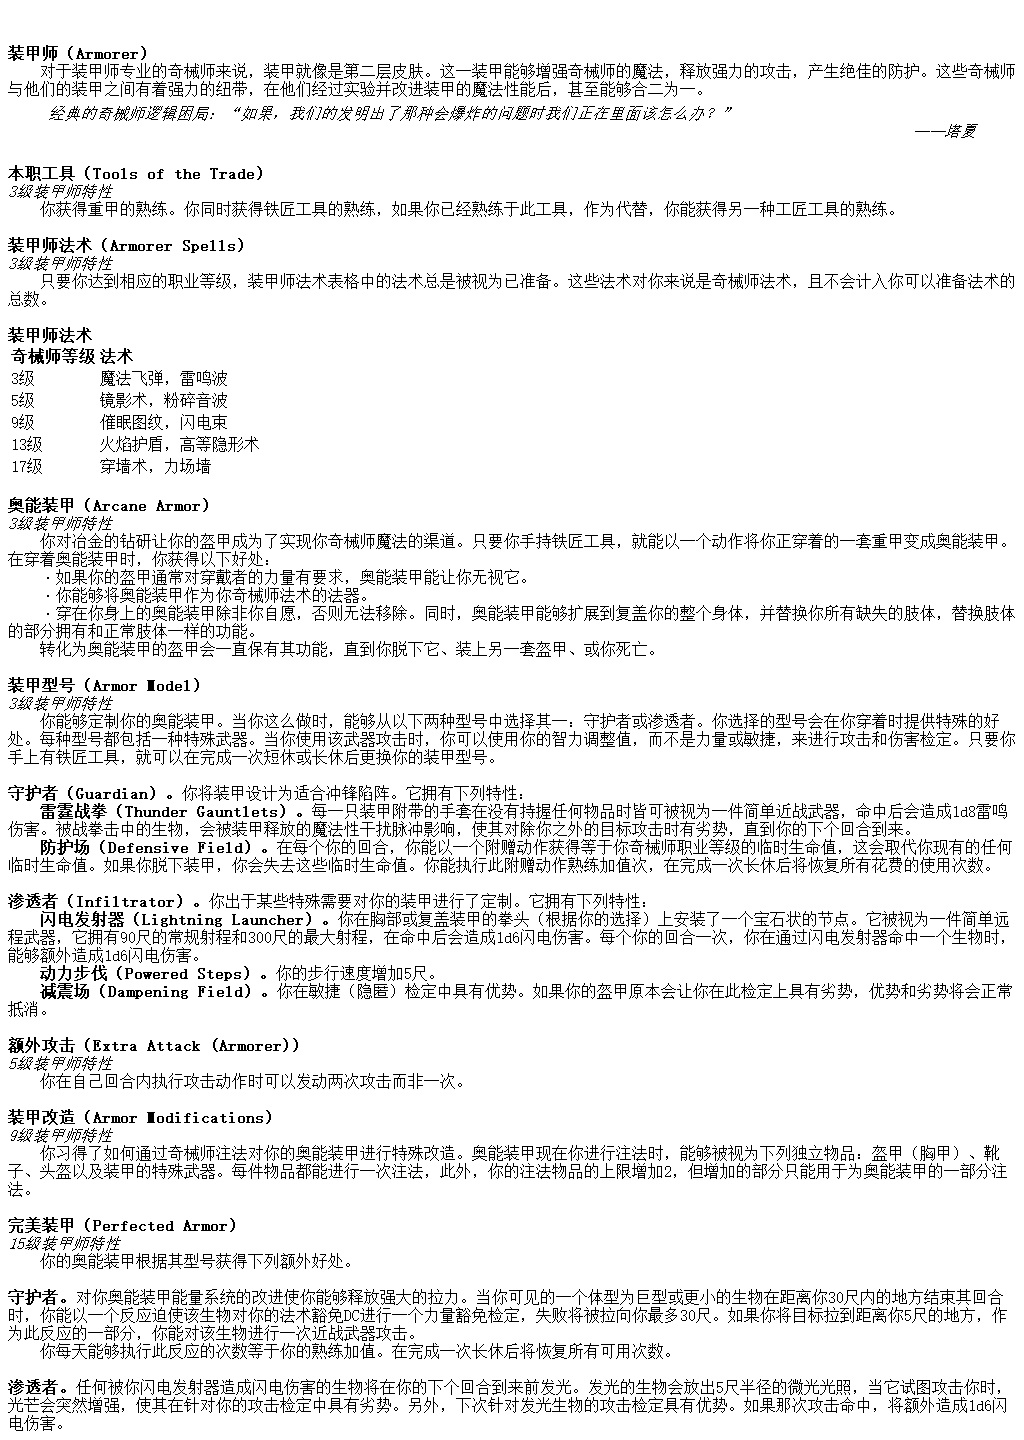 装甲师（Armorer）
对于装甲师专业的奇械师来说，装甲就像是第二层皮肤。这一装甲能够增强奇械师的魔法，释放强力的攻击，产生绝佳的防护。这些奇械师
与他们的装甲之间有着强力的纽带，在他们经过实验并改进装甲的魔法性能后，甚至能够合二为一。
经典的奇械师逻辑困局：“如果，我们的发明出了那种会爆炸的问题时我们正在里面该怎么办？”
——塔夏
本职工具（Tools of the Trade）
3级装甲师特性
你获得重甲的熟练。你同时获得铁匠工具的熟练，如果你已经熟练于此工具，作为代替，你能获得另一种工匠工具的熟练。
装甲师法术（Armorer Spells）
3级装甲师特性
只要你达到相应的职业等级，装甲师法术表格中的法术总是被视为已准备。这些法术对你来说是奇械师法术，且不会计入你可以准备法术的
总数。
装甲师法术
奇械师等级 法术
3级 魔法飞弹，雷鸣波
5级 镜影术，粉碎音波
9级 催眠图纹，闪电束
13级 火焰护盾，高等隐形术
17级 穿墙术，力场墙
奥能装甲（Arcane Armor）
3级装甲师特性
你对冶金的钻研让你的盔甲成为了实现你奇械师魔法的渠道。只要你手持铁匠工具，就能以一个动作将你正穿着的一套重甲变成奥能装甲。
在穿着奥能装甲时，你获得以下好处：
·如果你的盔甲通常对穿戴者的力量有要求，奥能装甲能让你无视它。
·你能够将奥能装甲作为你奇械师法术的法器。
·穿在你身上的奥能装甲除非你自愿，否则无法移除。同时，奥能装甲能够扩展到复盖你的整个身体，并替换你所有缺失的肢体，替换肢体
的部分拥有和正常肢体一样的功能。
转化为奥能装甲的盔甲会一直保有其功能，直到你脱下它、装上另一套盔甲、或你死亡。
装甲型号（Armor Model）
3级装甲师特性
你能够定制你的奥能装甲。当你这么做时，能够从以下两种型号中选择其一：守护者或渗透者。你选择的型号会在你穿着时提供特殊的好
处。每种型号都包括一种特殊武器。当你使用该武器攻击时，你可以使用你的智力调整值，而不是力量或敏捷，来进行攻击和伤害检定。只要你
手上有铁匠工具，就可以在完成一次短休或长休后更换你的装甲型号。
守护者（Guardian）。你将装甲设计为适合冲锋陷阵。它拥有下列特性：
雷霆战拳（Thunder Gauntlets）。每一只装甲附带的手套在没有持握任何物品时皆可被视为一件简单近战武器，命中后会造成1d8雷鸣
伤害。被战拳击中的生物，会被装甲释放的魔法性干扰脉冲影响，使其对除你之外的目标攻击时有劣势，直到你的下个回合到来。
防护场（Defensive Field）。在每个你的回合，你能以一个附赠动作获得等于你奇械师职业等级的临时生命值，这会取代你现有的任何
临时生命值。如果你脱下装甲，你会失去这些临时生命值。你能执行此附赠动作熟练加值次，在完成一次长休后将恢复所有花费的使用次数。
渗透者（Infiltrator）。你出于某些特殊需要对你的装甲进行了定制。它拥有下列特性：
闪电发射器（Lightning Launcher）。你在胸部或复盖装甲的拳头（根据你的选择）上安装了一个宝石状的节点。它被视为一件简单远
程武器，它拥有90尺的常规射程和300尺的最大射程，在命中后会造成1d6闪电伤害。每个你的回合一次，你在通过闪电发射器命中一个生物时，
能够额外造成1d6闪电伤害。
动力步伐（Powered Steps）。你的步行速度增加5尺。
减震场（Dampening Field）。你在敏捷（隐匿）检定中具有优势。如果你的盔甲原本会让你在此检定上具有劣势，优势和劣势将会正常
抵消。
额外攻击（Extra Attack (Armorer)）
5级装甲师特性
你在自己回合内执行攻击动作时可以发动两次攻击而非一次。
装甲改造（Armor Modifications）
9级装甲师特性
你习得了如何通过奇械师注法对你的奥能装甲进行特殊改造。奥能装甲现在你进行注法时，能够被视为下列独立物品：盔甲（胸甲）、靴
子、头盔以及装甲的特殊武器。每件物品都能进行一次注法，此外，你的注法物品的上限增加2，但增加的部分只能用于为奥能装甲的一部分注
法。
完美装甲（Perfected Armor）
15级装甲师特性
你的奥能装甲根据其型号获得下列额外好处。
守护者。对你奥能装甲能量系统的改进使你能够释放强大的拉力。当你可见的一个体型为巨型或更小的生物在距离你30尺内的地方结束其回合
时，你能以一个反应迫使该生物对你的法术豁免DC进行一个力量豁免检定，失败将被拉向你最多30尺。如果你将目标拉到距离你5尺的地方，作
为此反应的一部分，你能对该生物进行一次近战武器攻击。
你每天能够执行此反应的次数等于你的熟练加值。在完成一次长休后将恢复所有可用次数。
渗透者。任何被你闪电发射器造成闪电伤害的生物将在你的下个回合到来前发光。发光的生物会放出5尺半径的微光光照，当它试图攻击你时，
光芒会突然增强，使其在针对你的攻击检定中具有劣势。另外，下次针对发光生物的攻击检定具有优势。如果那次攻击命中，将额外造成1d6闪
电伤害。